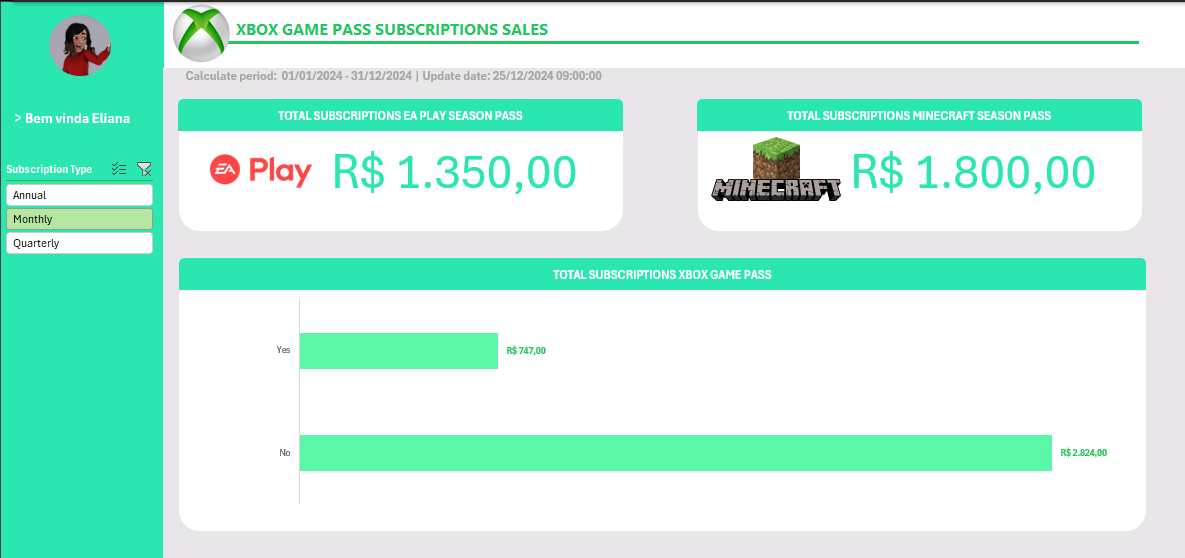 XBOX GAME PASS SUBSCRIPTIONS SALES
Calculate period: 01/01/2024 - 31/12/2024 | Update date: 25/12/2024 09:00:00
> Bem vinda Eliana
Subscription Type
Annual
Monthly
Quarterly
TOTAL SUBSCRIPTIONS EA PLAY SEASON PASS
EA Play R$ 1.350,00
TOTAL SUBSCRIPTIONS MINECRAFT SEASON PASS
MINECRAFT R$ 1.800,00
TOTAL SUBSCRIPTIONS XBOX GAME PASS
Yes R$ 747,00
No R$ 2.824,00